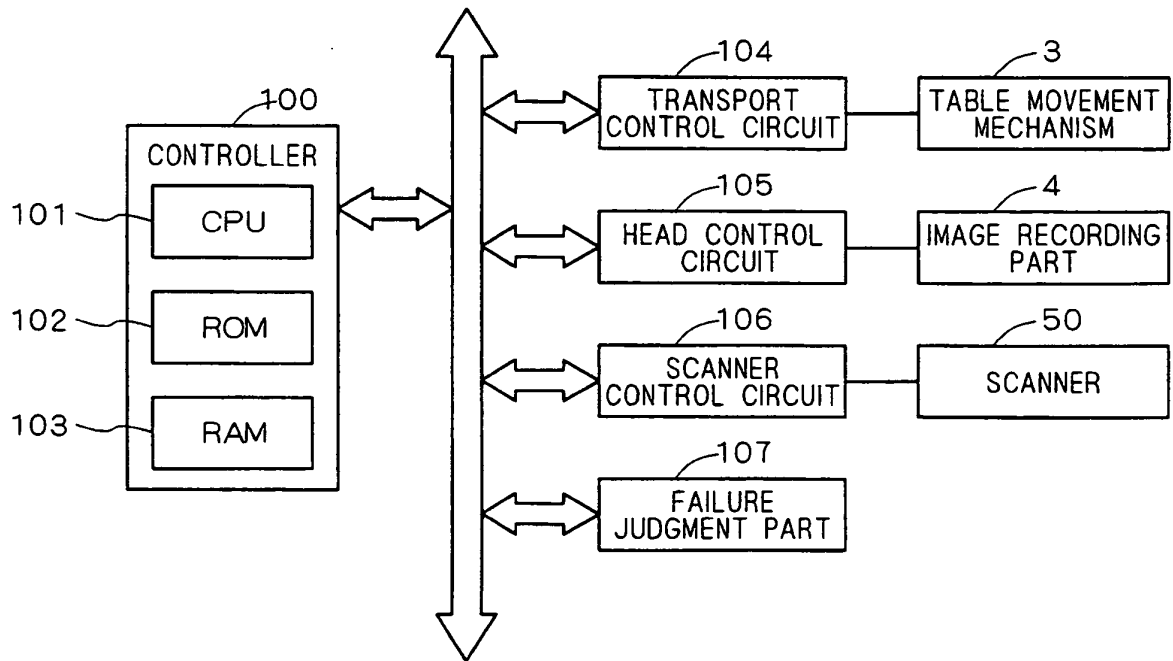 100
CONTROLLER
101
CPU
102
ROM
103
RAM
104
TRANSPORT
CONTROL CIRCUIT
3
TABLE MOVEMENT
MECHANISM
105
HEAD CONTROL
CIRCUIT
4
IMAGE RECORDING
PART
106
SCANNER
CONTROL CIRCUIT
50
SCANNER
107
FAILURE
JUDGMENT PART